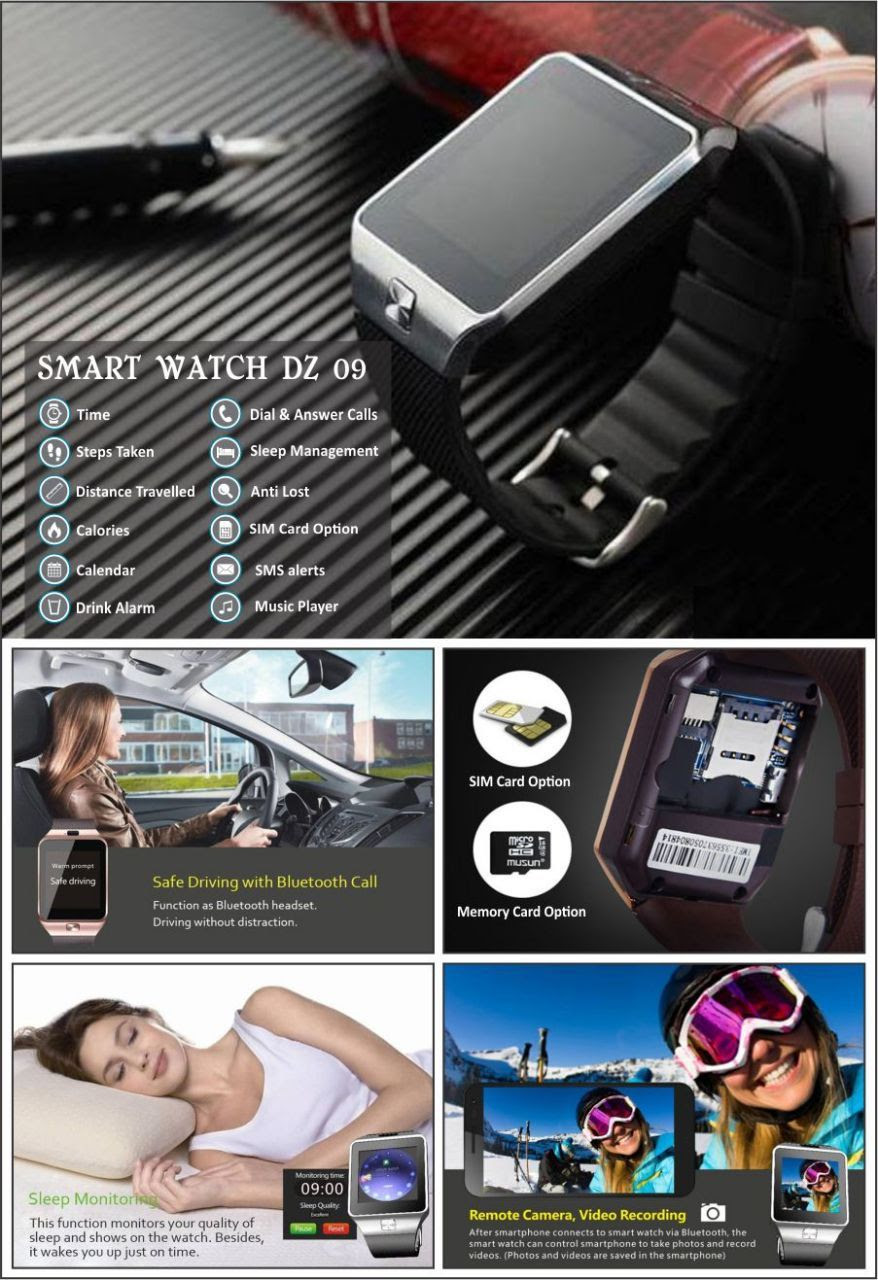 SMART WATCH DZ 09
Time
Dial & Answer Calls
Steps Taken
Sleep Management
Distance Travelled
Anti Lost
Calories
SIM Card Option
Calendar
SMS alerts
Drink Alarm
Music Player
Warm prompt
Safe driving
Safe Driving with Bluetooth Call
Function as Bluetooth headset.
Driving without distraction.
SIM Card Option
micro
HC
musun
Memory Card Option
Sleep Monitoring
This function monitors your quality of
sleep and shows on the watch. Besides,
it wakes you up just on time.
Monitoring time:
09:00
Sleep Quality:
Excellent
Pause Reset
Remote Camera, Video Recording
After smartphone connects to smart watch via Bluetooth, the
smart watch can control smartphone to take photos and record
videos. (Photos and videos are saved in the smartphone)